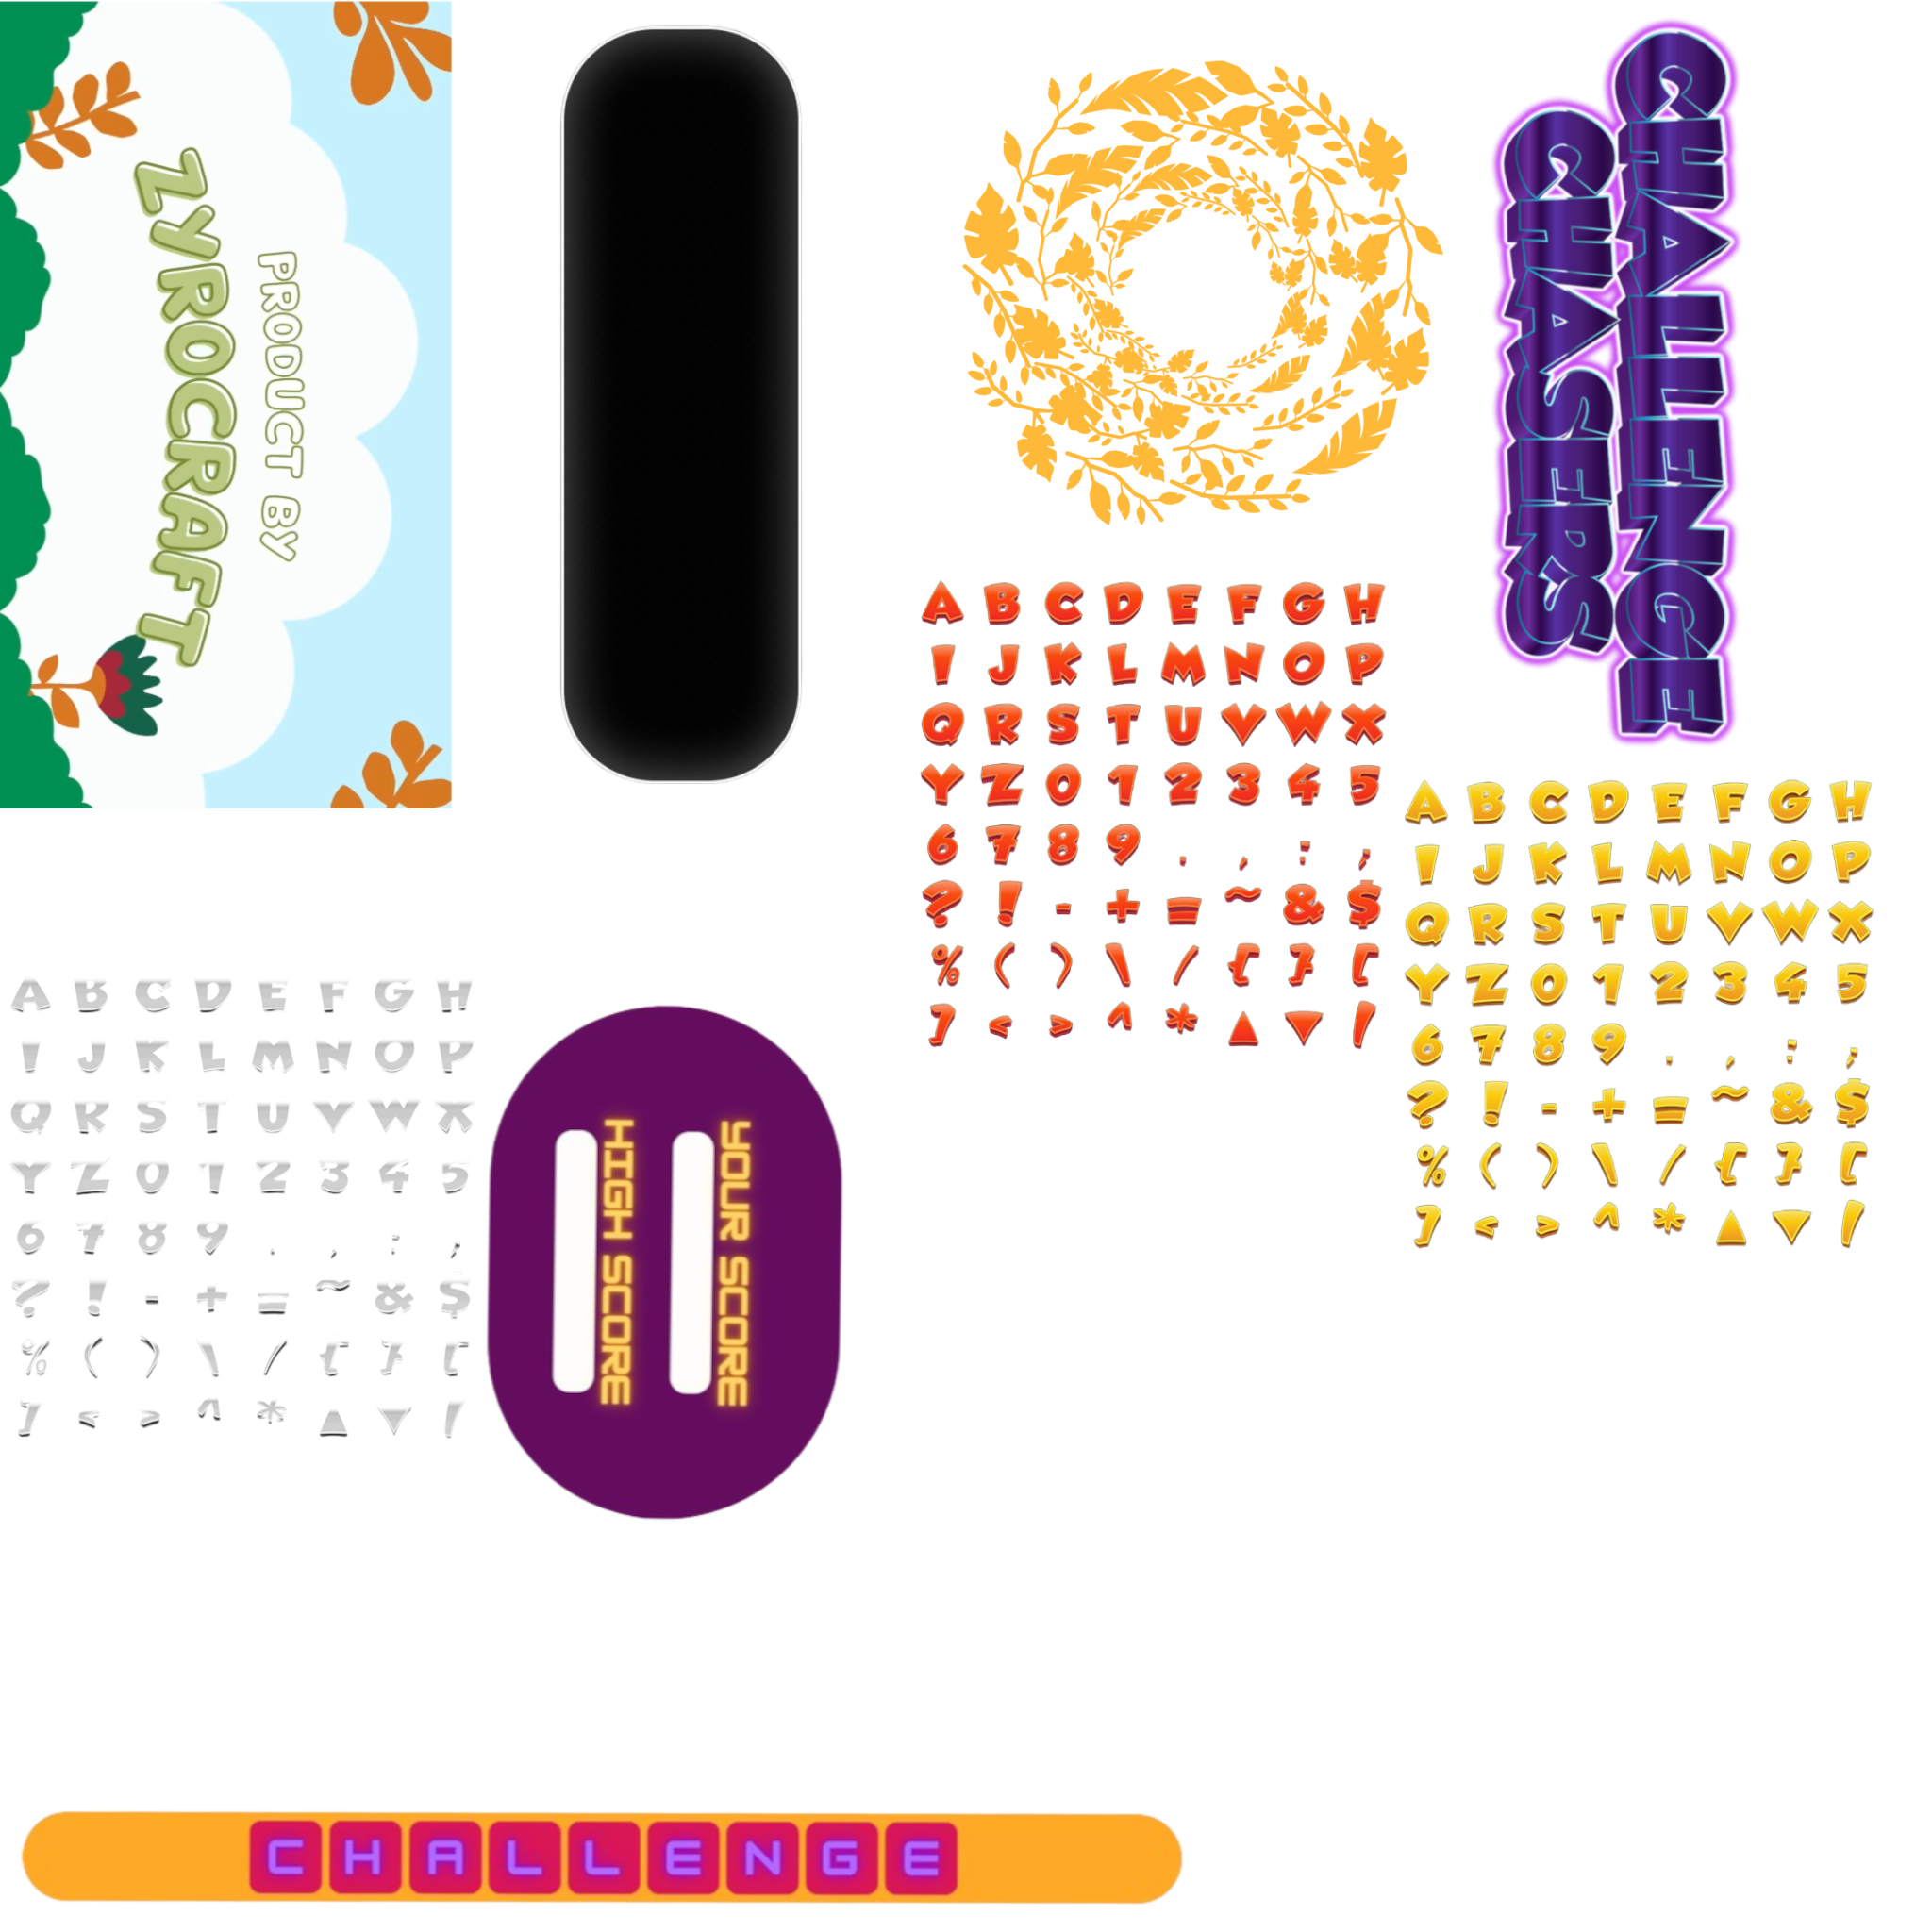 PRODUCT BY
ZYROCRAFT
CHALLENGE
CHASERS
A B C D E F G H
I J K L M N O P
Q R S T U V W X
Y Z 0 1 2 3 4 5
6 7 8 9 . , : ;
? ! - + = ~ & $
% ( ) \ / { } [
] < > ^ * ▲ ▼ /
A B C D E F G H
I J K L M N O P
Q R S T U V W X
Y Z 0 1 2 3 4 5
6 7 8 9 . , : ;
? ! - + = ~ & $
% ( ) \ / { } [
] < > ^ * ▲ ▼ /
A B C D E F G H
I J K L M N O P
Q R S T U V W X
Y Z 0 1 2 3 4 5
6 7 8 9 . , : ;
? ! - + = ~ & $
% ( ) \ / { } [
] < > ^ * ▲ ▼ /
YOUR SCORE
HIGH SCORE
CHALLENGE